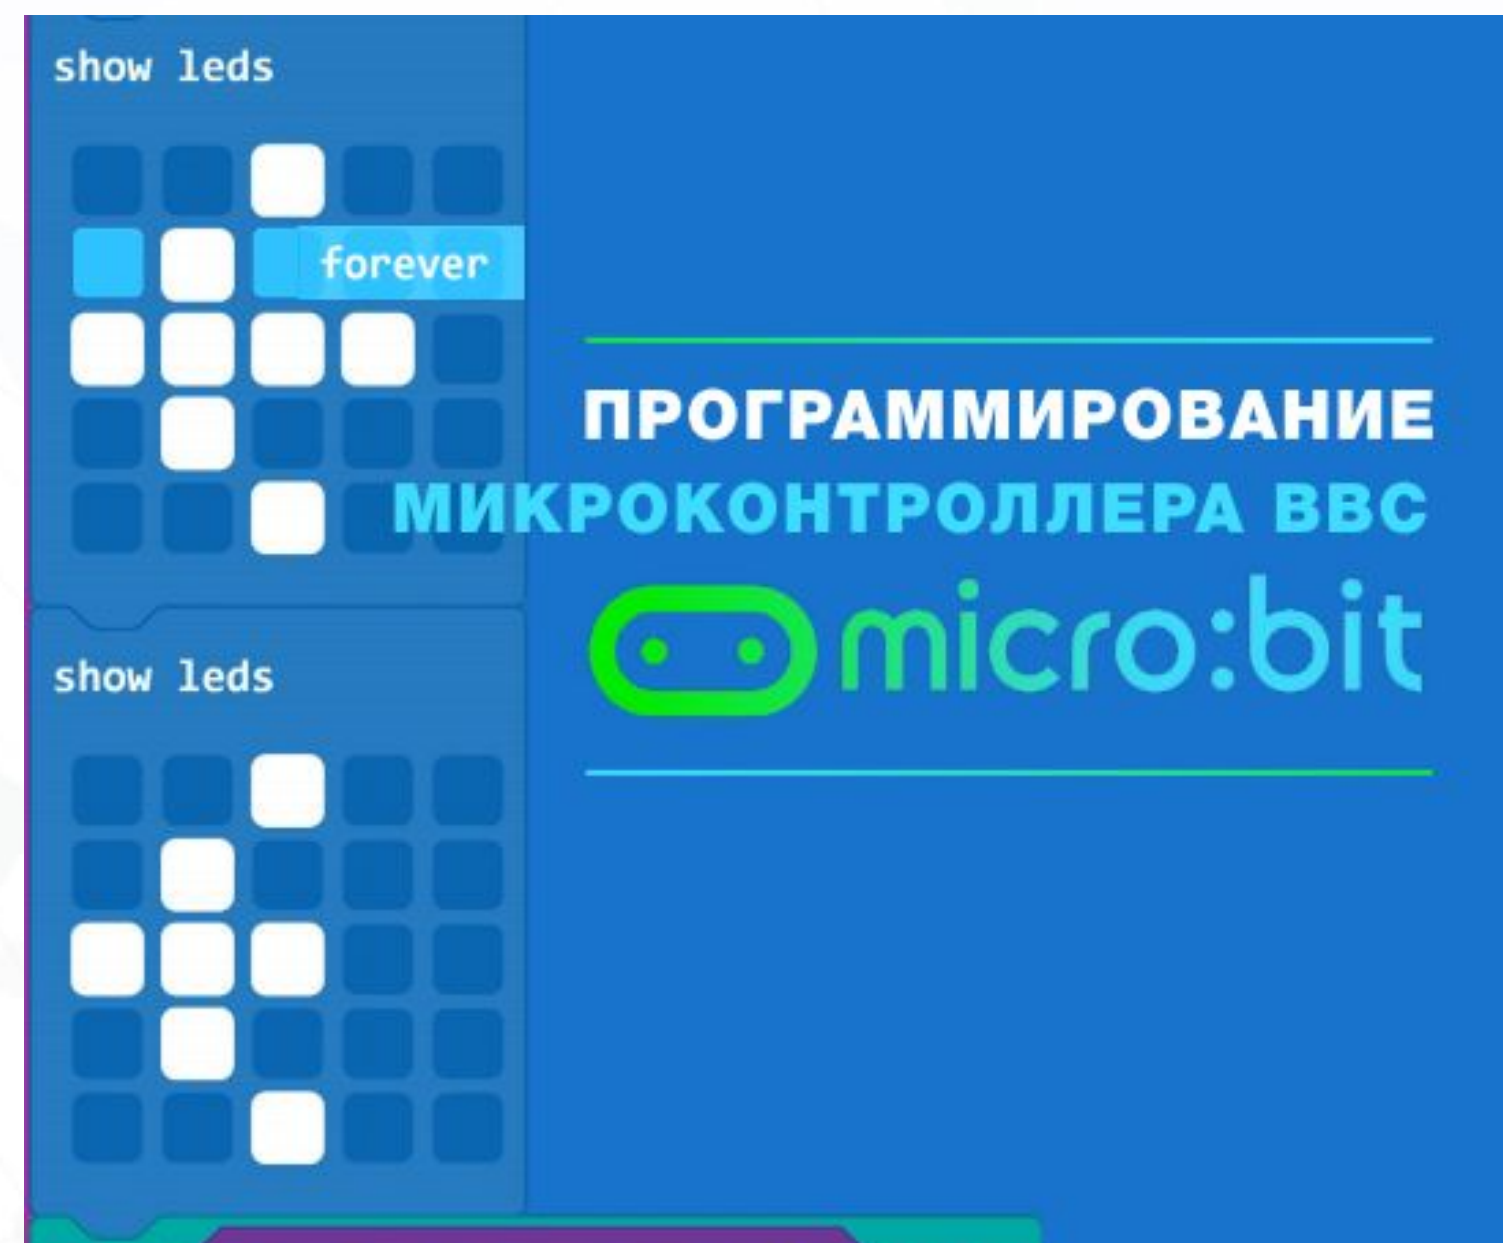 show leds
forever
ПРОГРАММИРОВАНИЕ
МИКРОКОНТРОЛЛЕРА BBC
micro:bit
show leds